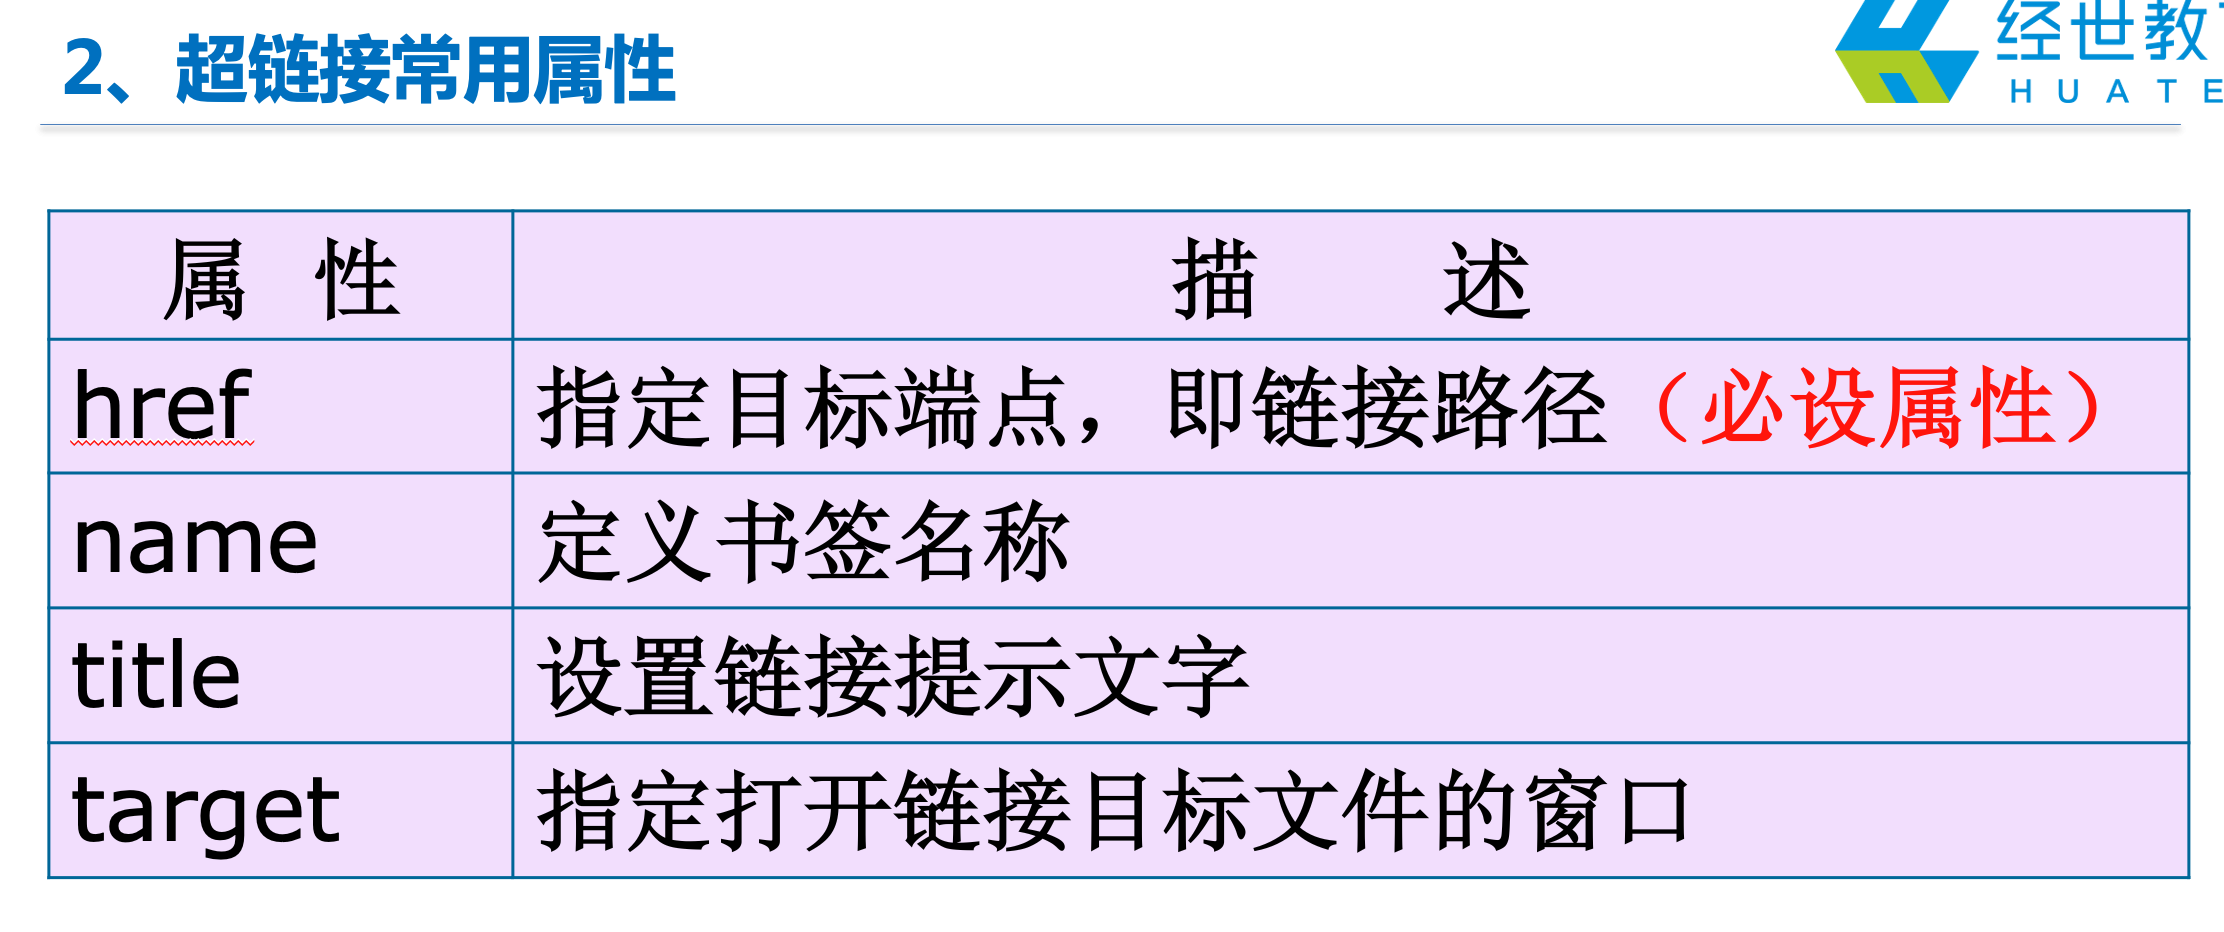 2、超链接常用属性
经世教
HUATE
属 性 描 述
href 指定目标端点，即链接路径（必设属性）
name 定义书签名称
title 设置链接提示文字
target 指定打开链接目标文件的窗口